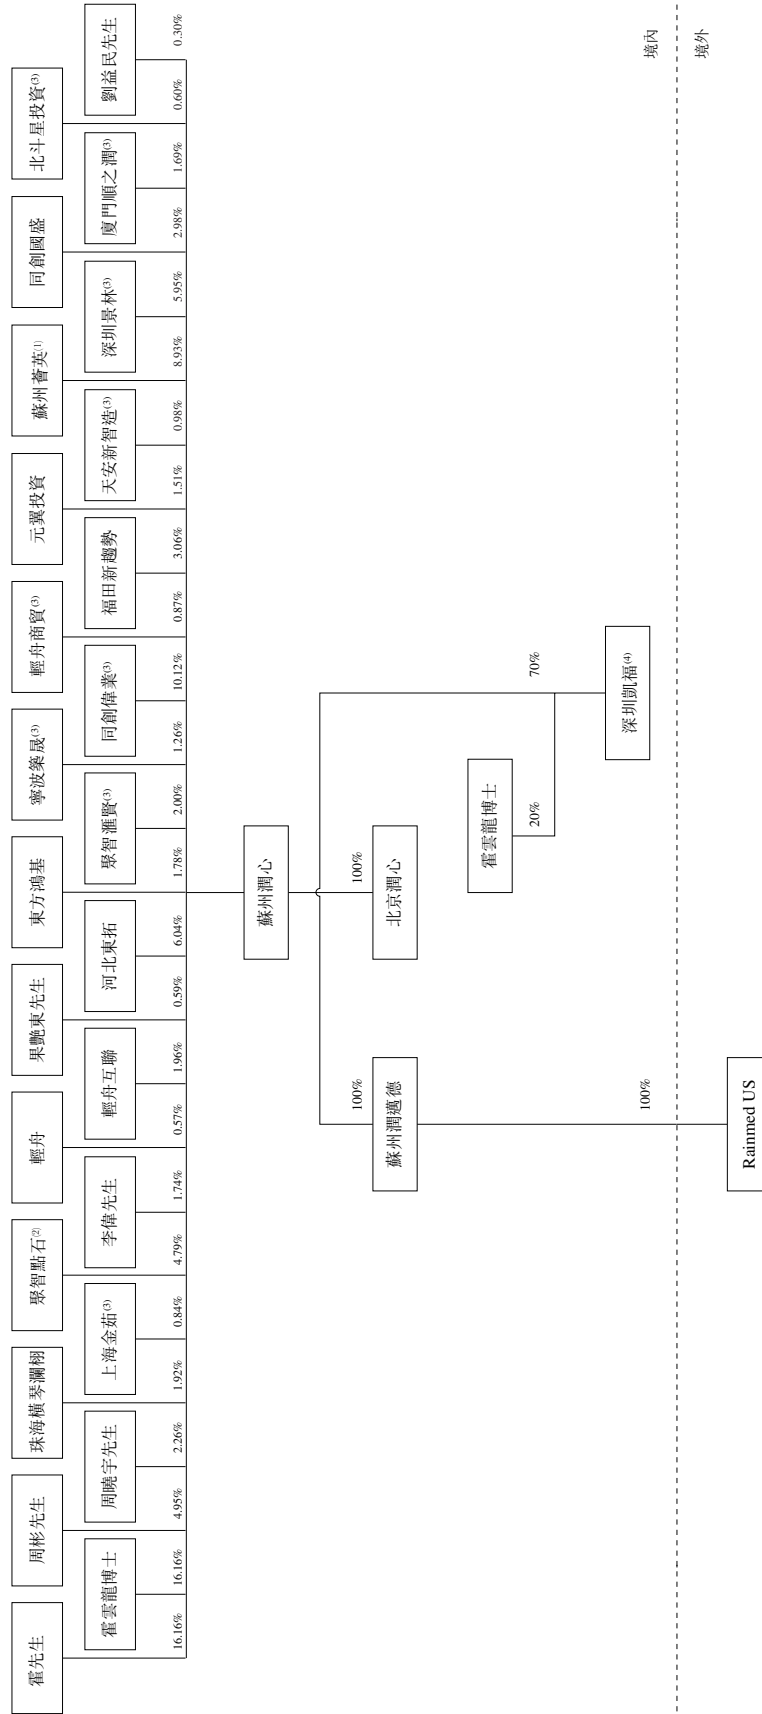 霍先生
周彬先生
珠海橫琴瀾栩
聚智點石(2)
輕舟
果艷東先生
東方鴻基
寧波築晟(3)
輕舟商貿(3)
元翼投資
蘇州薈英(1)
同創國盛
北斗星投資(3)
霍雲龍博士
周曉宇先生
上海金茹(3)
李偉先生
輕舟互聯
河北東拓
聚智匯賢(3)
同創偉業(3)
福田新趨勢
天安新智造(3)
深圳景林(3)
廈門順之潤(3)
劉益民先生
16.16%
16.16%
4.95%
2.26%
1.92%
0.84%
4.79%
1.74%
0.57%
1.96%
0.59%
6.04%
1.78%
2.00%
1.26%
10.12%
0.87%
3.06%
1.51%
0.98%
8.93%
5.95%
2.98%
1.69%
0.60%
0.30%
蘇州潤心
100%
100%
蘇州潤邁德
北京潤心
霍雲龍博士
20%
70%
深圳凱福(4)
100%
境內
境外
Rainmed US